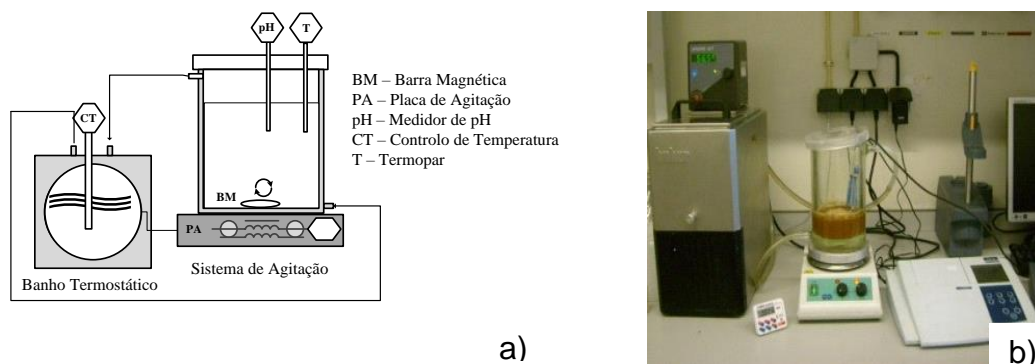 pH
T
BM – Barra Magnética
PA – Placa de Agitação
pH – Medidor de pH
CT – Controlo de Temperatura
T – Termopar
CT
BM
PA
Sistema de Agitação
Banho Termostático
a)
b)